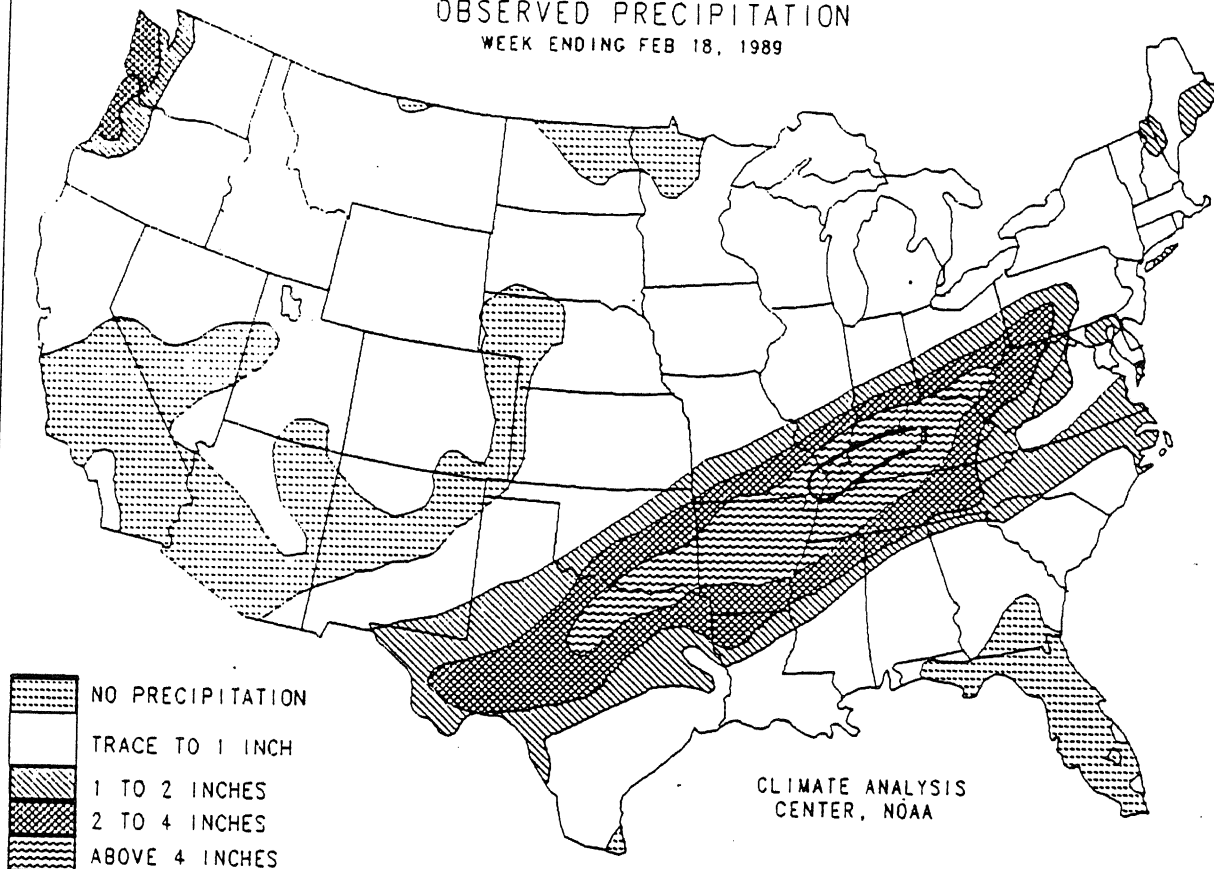 OBSERVED PRECIPITATION
WEEK ENDING FEB 18, 1989
NO PRECIPITATION
TRACE TO 1 INCH
1 TO 2 INCHES
2 TO 4 INCHES
ABOVE 4 INCHES
CLIMATE ANALYSIS
CENTER, NOAA